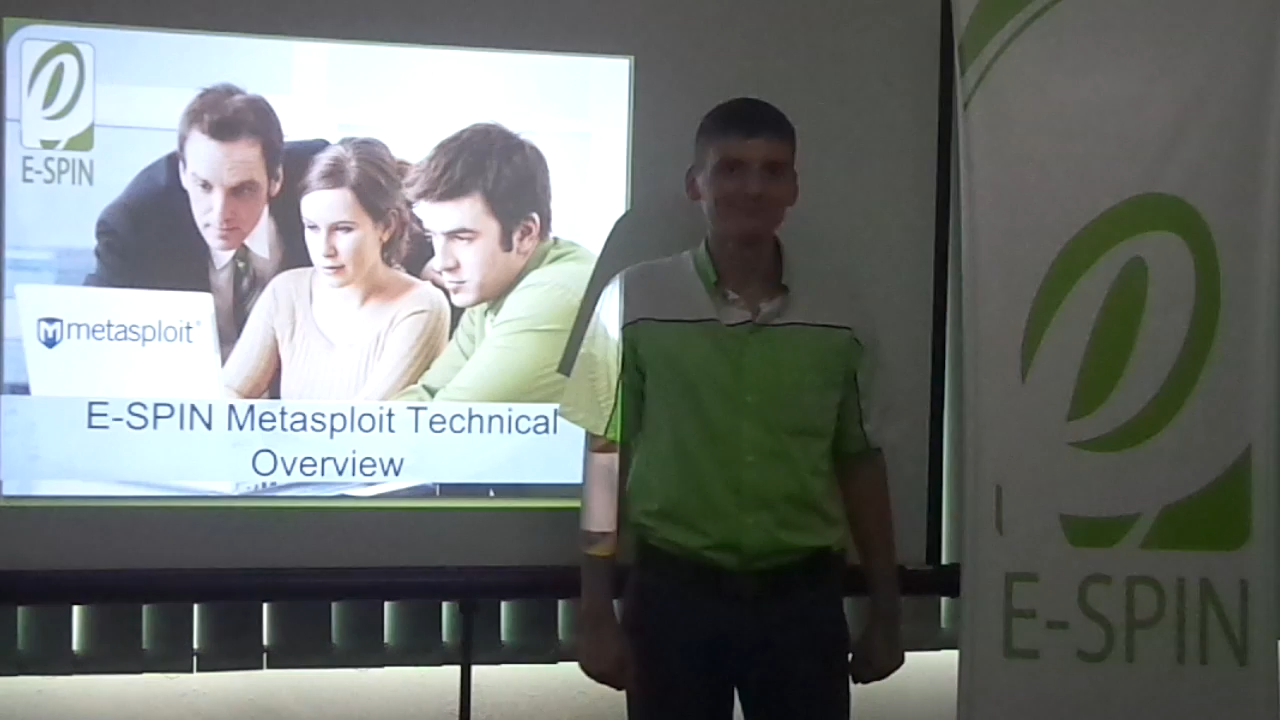 E-SPIN
metasploit®
E-SPIN Metasploit Technical
Overview
E-SPIN